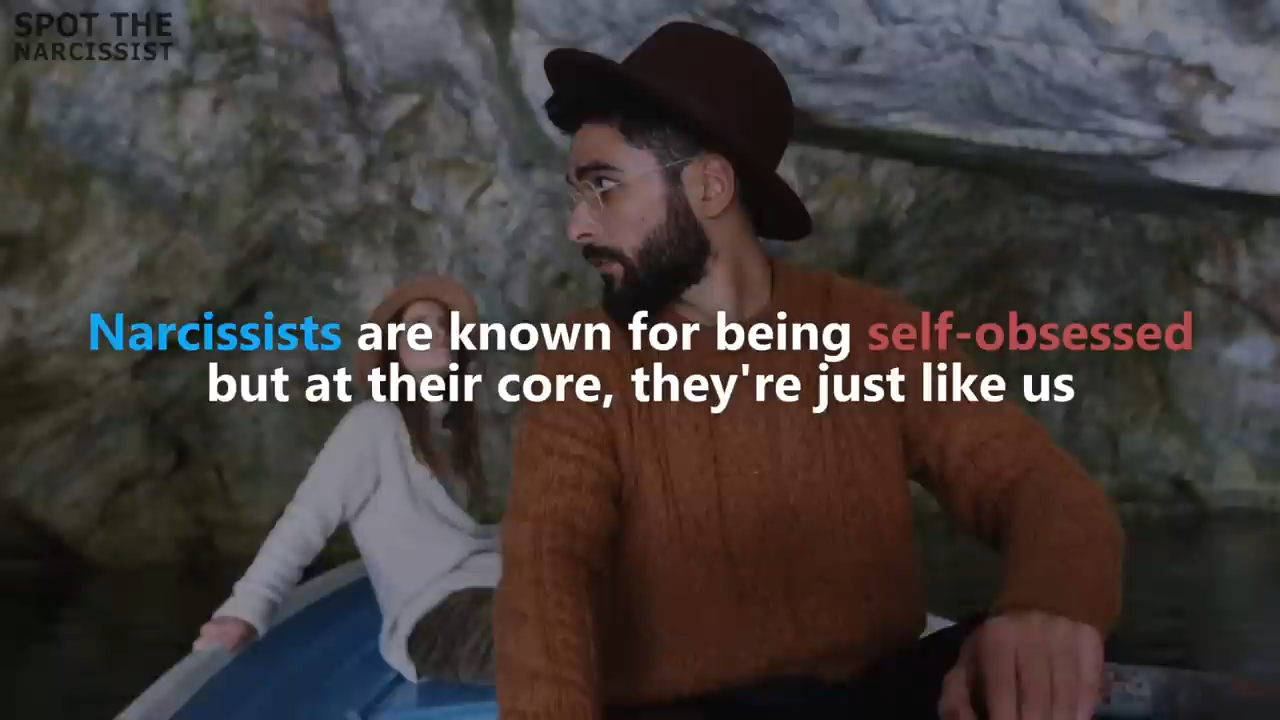 SPOT THE
NARCISSIST
Narcissists are known for being self-obsessed
but at their core, they're just like us